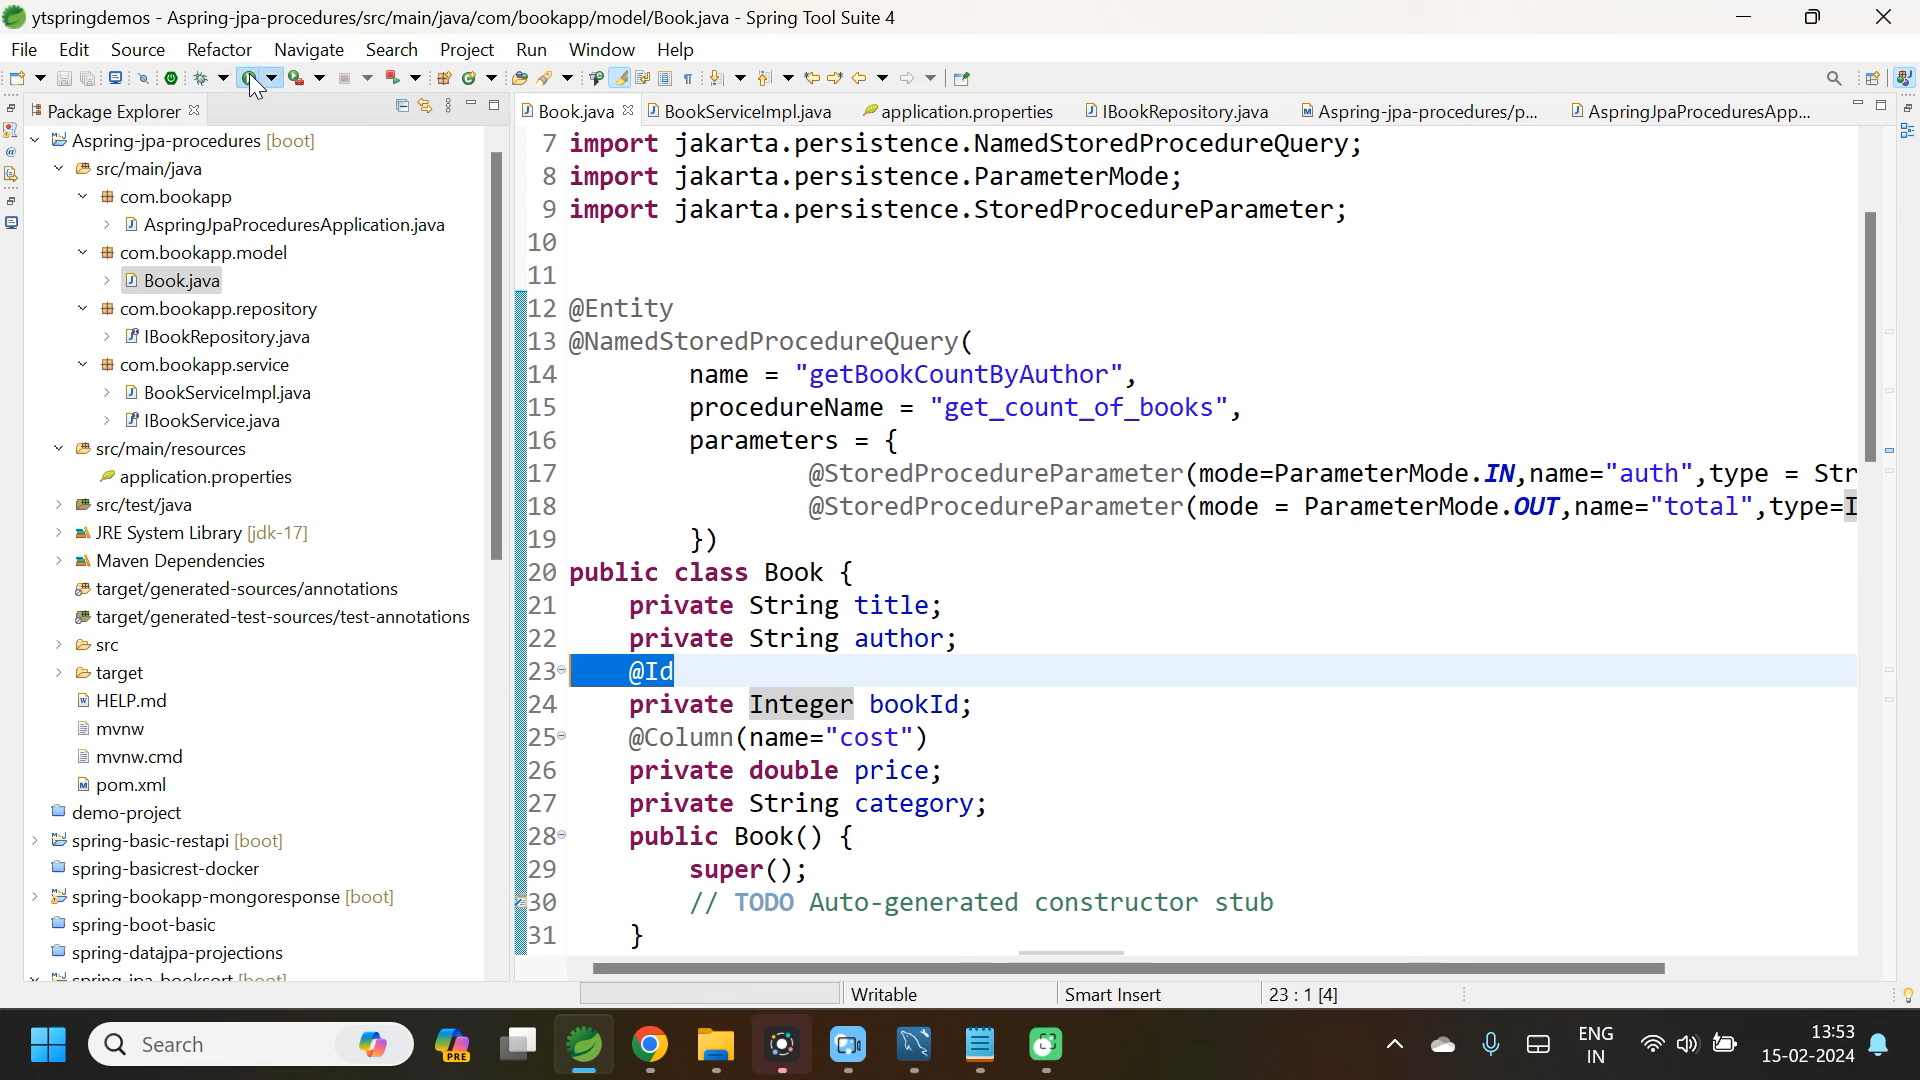 ytspringdemos - Aspring-jpa-procedures/src/main/java/com/bookapp/model/Book.java - Spring Tool Suite 4
File Edit Source Refactor Navigate Search Project Run Window Help
Package Explorer
Aspring-jpa-procedures [boot]
src/main/java
com.bookapp
AspringJpaProceduresApplication.java
com.bookapp.model
Book.java
com.bookapp.repository
IBookRepository.java
com.bookapp.service
BookServiceImpl.java
IBookService.java
src/main/resources
application.properties
src/test/java
JRE System Library [jdk-17]
Maven Dependencies
target/generated-sources/annotations
target/generated-test-sources/test-annotations
src
target
HELP.md
mvnw
mvnw.cmd
pom.xml
demo-project
spring-basic-restapi [boot]
spring-basicrest-docker
spring-bookapp-mongoresponse [boot]
spring-boot-basic
spring-datajpa-projections
spring-jpa-booksort [boot]
Book.java BookServiceImpl.java application.properties IBookRepository.java Aspring-jpa-procedures/p... AspringJpaProceduresApp...
7 import jakarta.persistence.NamedStoredProcedureQuery;
8 import jakarta.persistence.ParameterMode;
9 import jakarta.persistence.StoredProcedureParameter;
10
11
12 @Entity
13 @NamedStoredProcedureQuery(
14 name = "getBookCountByAuthor",
15 procedureName = "get_count_of_books",
16 parameters = {
17 @StoredProcedureParameter(mode=ParameterMode.IN,name="auth",type = Str
18 @StoredProcedureParameter(mode = ParameterMode.OUT,name="total",type=I
19 })
20 public class Book {
21 private String title;
22 private String author;
23 @Id
24 private Integer bookId;
25 @Column(name="cost")
26 private double price;
27 private String category;
28 public Book() {
29 super();
30 // TODO Auto-generated constructor stub
31 }
Writable Smart Insert 23 : 1 [4]
Search
PRE
ENG
IN
13:53
15-02-2024